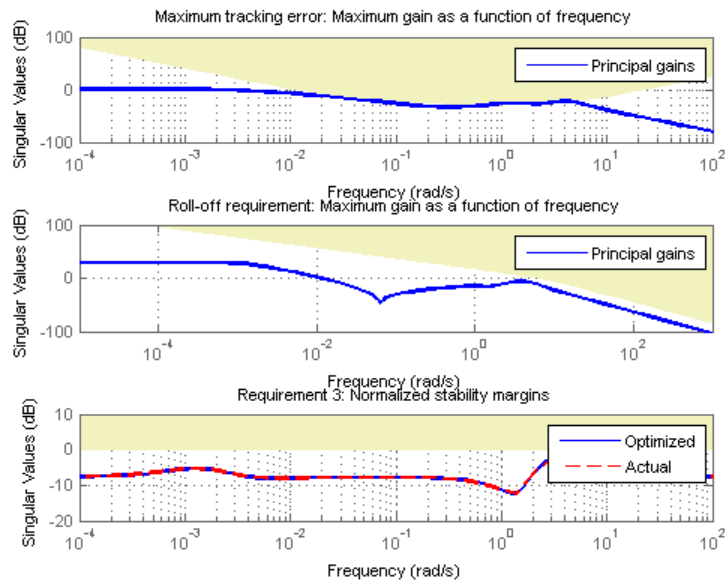 Maximum tracking error: Maximum gain as a function of frequency
Singular Values (dB)
100
0
-100
Principal gains
10^-4
10^-3
10^-2
10^-1
10^0
10^1
10^2
Frequency (rad/s)
Roll-off requirement: Maximum gain as a function of frequency
Singular Values (dB)
100
0
-100
Principal gains
10^-4
10^-2
10^0
10^2
Frequency (rad/s)
Requirement 3: Normalized stability margins
Singular Values (dB)
10
0
-10
-20
Optimized
Actual
10^-4
10^-3
10^-2
10^-1
10^0
10^1
10^2
Frequency (rad/s)